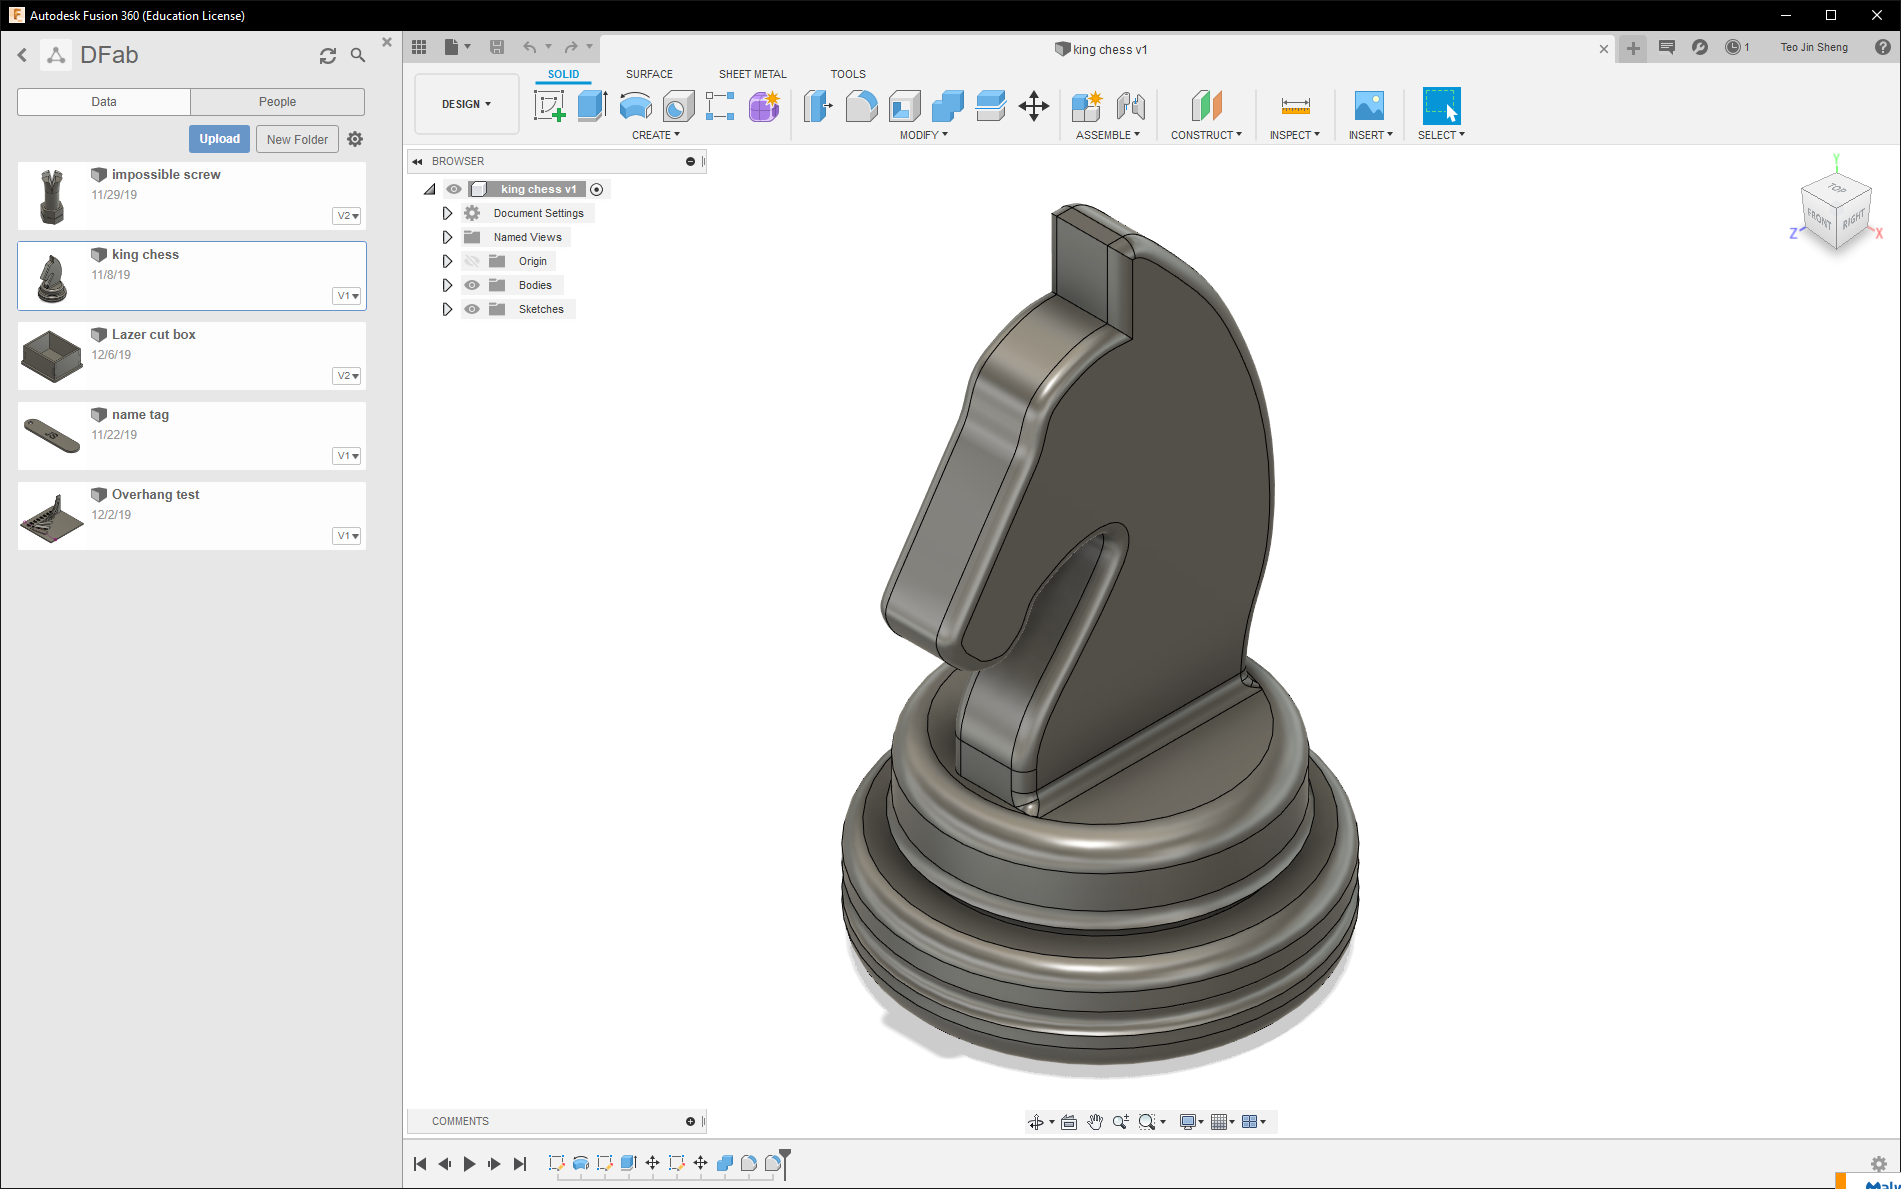 Autodesk Fusion 360 (Education License)
DFab
Data
People
Upload
New Folder
impossible screw
11/29/19
V2
king chess
11/8/19
V1
Lazer cut box
12/6/19
V2
name tag
11/22/19
V1
Overhang test
12/2/19
V1
king chess v1
1
Teo Jin Sheng
DESIGN
SOLID
SURFACE
SHEET METAL
TOOLS
CREATE
MODIFY
ASSEMBLE
CONSTRUCT
INSPECT
INSERT
SELECT
BROWSER
king chess v1
Document Settings
Named Views
Origin
Bodies
Sketches
Y
TOP
FRONT
RIGHT
Z
X
COMMENTS